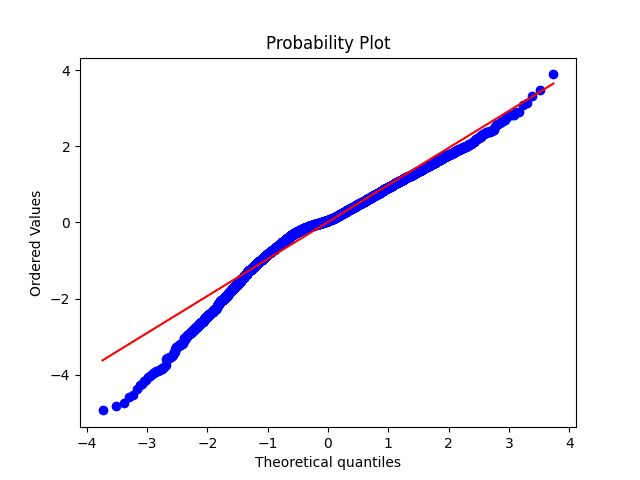 Probability Plot
Ordered Values
4
2
0
−2
−4
−4 −3 −2 −1 0 1 2 3 4
Theoretical quantiles